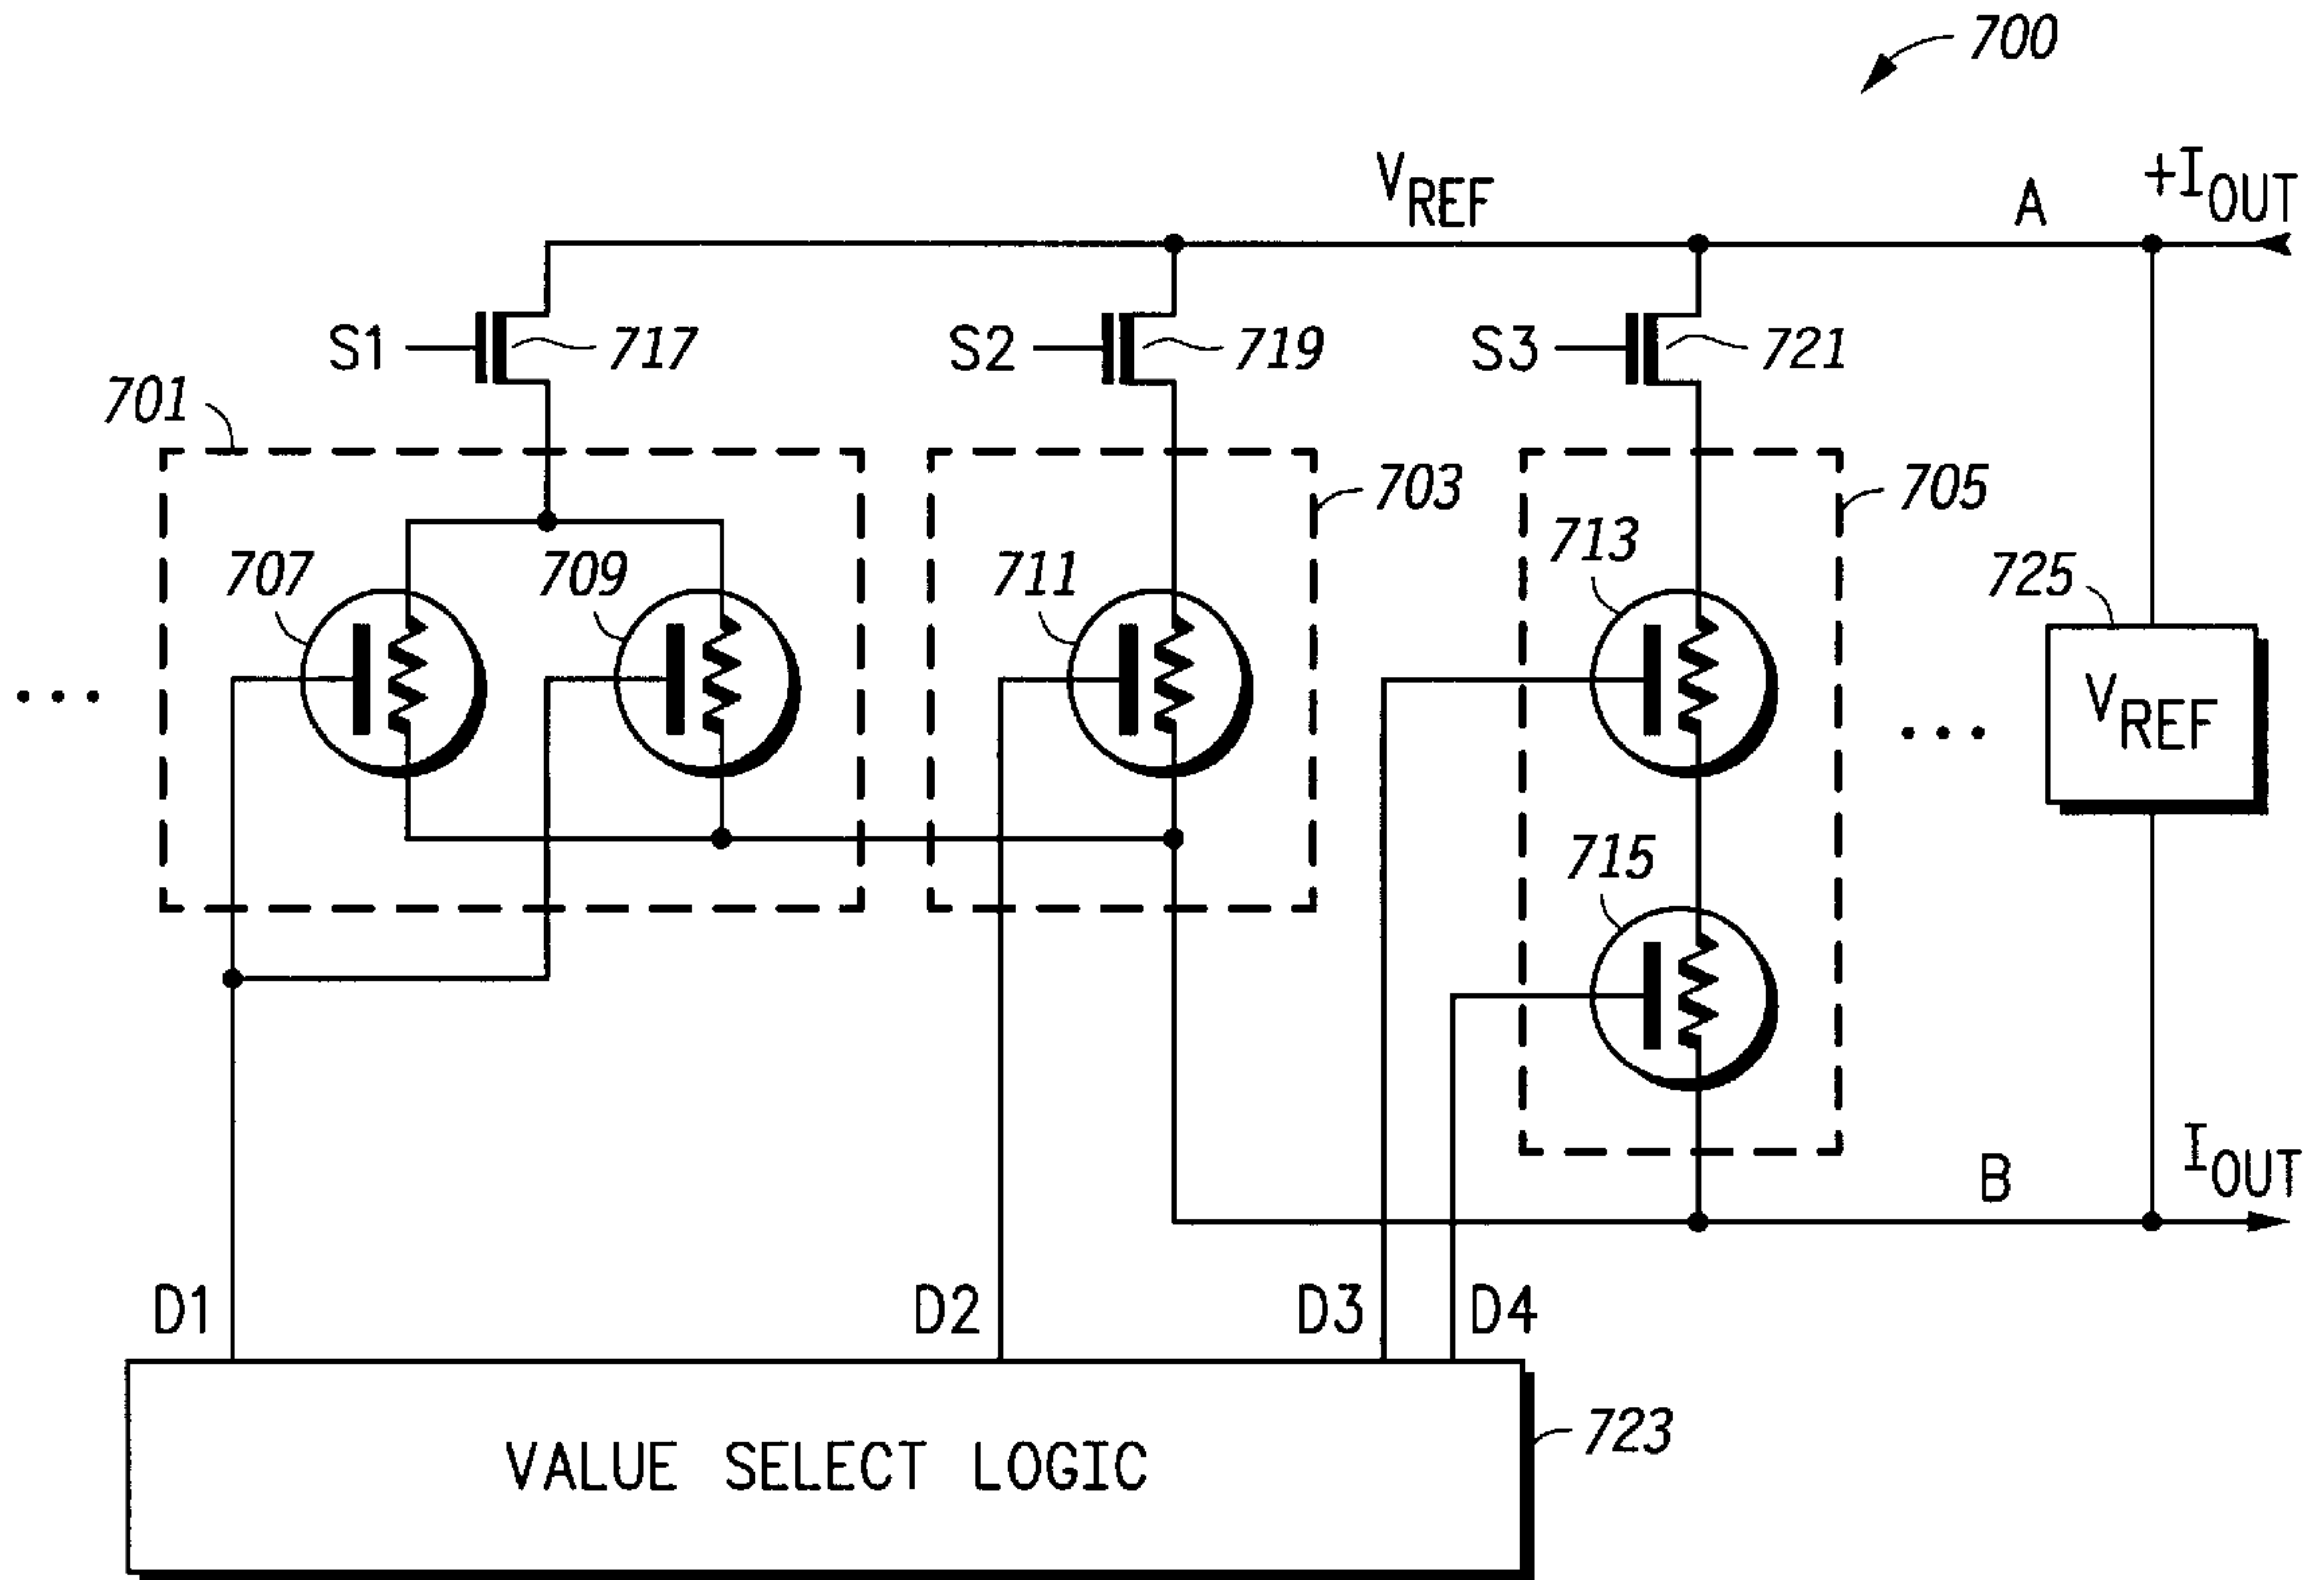 700
VREF
A
+IOUT
S1
717
S2
719
S3
721
701
703
705
707
709
711
713
725
VREF
715
B
IOUT
D1
D2
D3
D4
VALUE SELECT LOGIC
723